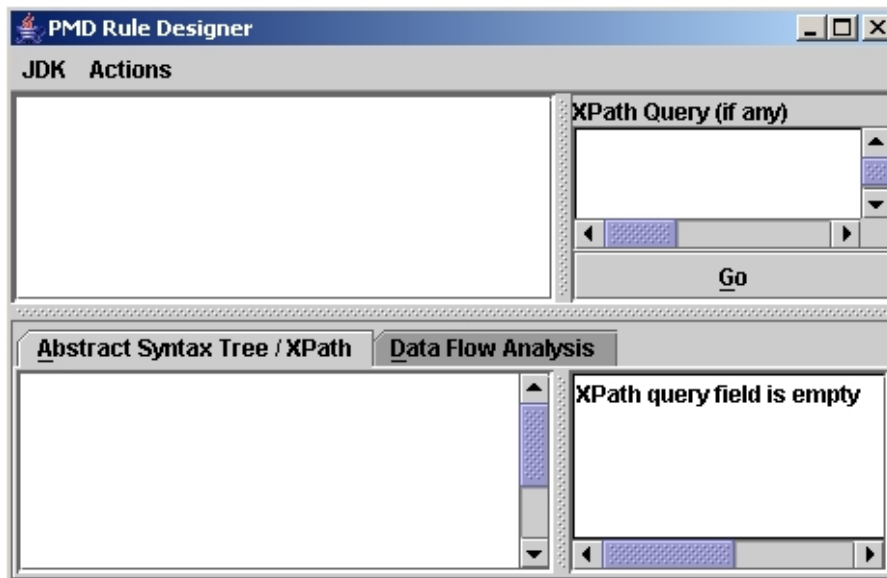 PMD Rule Designer
JDK Actions
XPath Query (if any)
Go
Abstract Syntax Tree / XPath Data Flow Analysis
XPath query field is empty